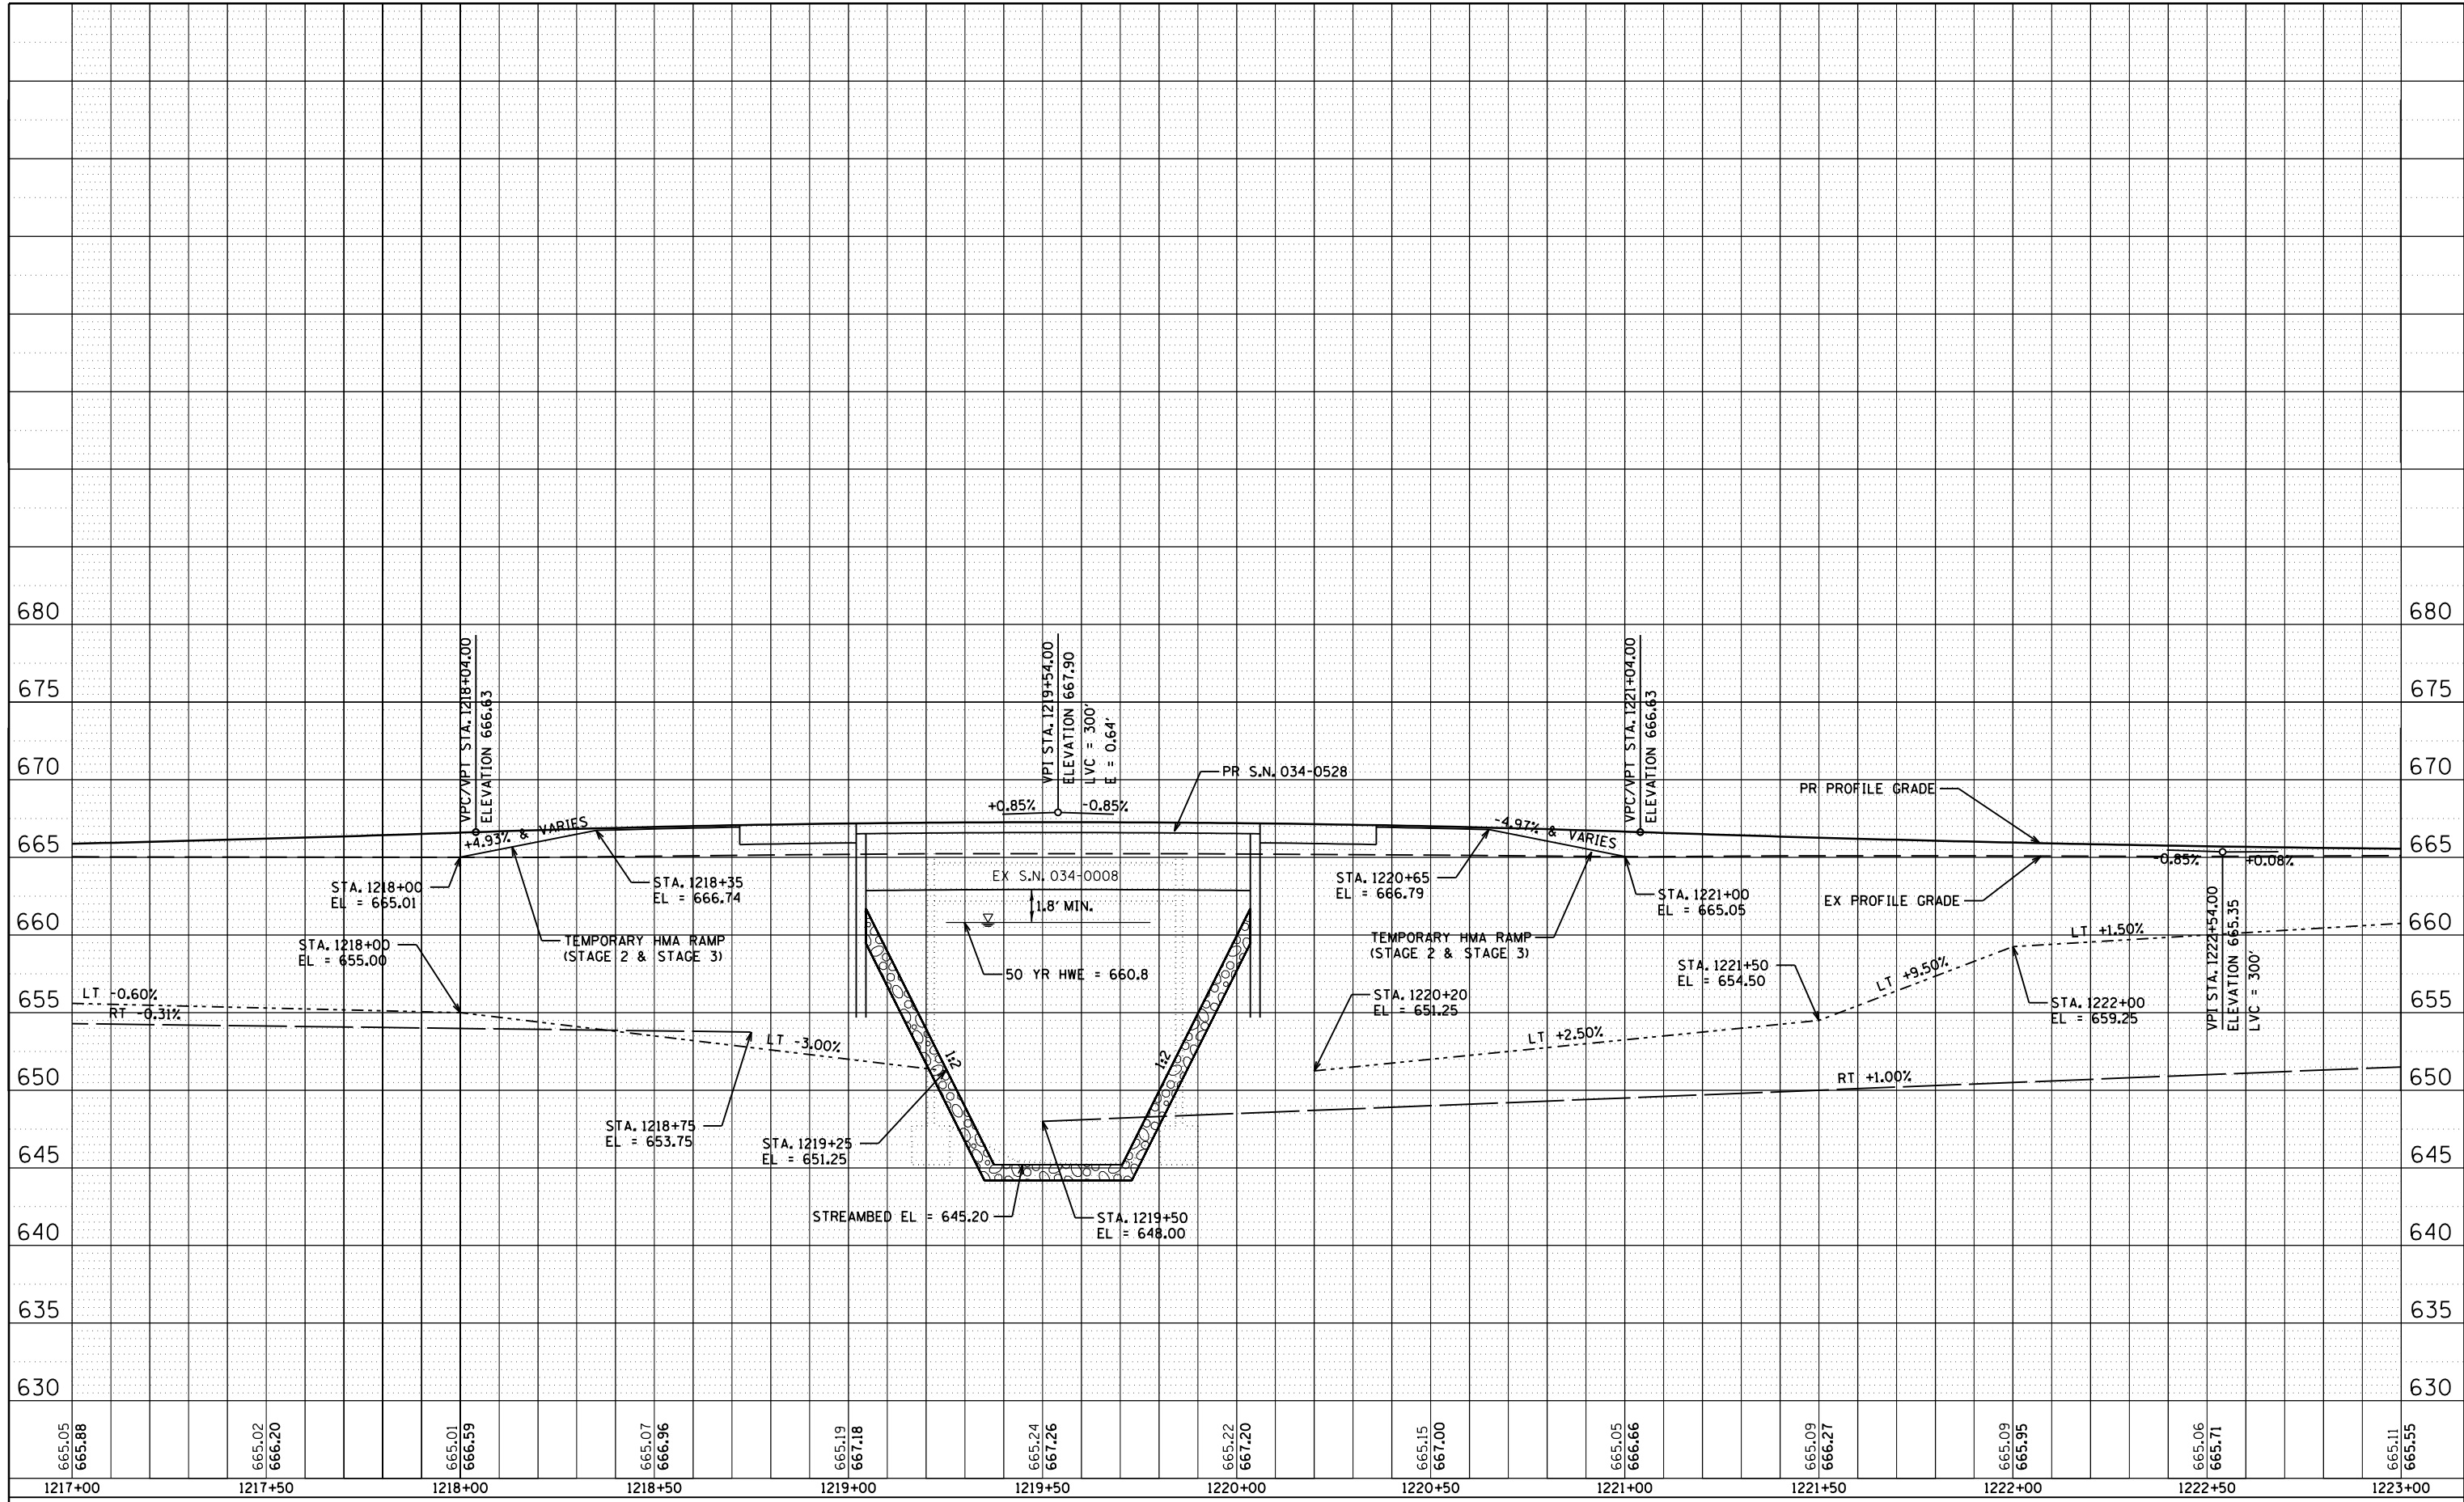 680 680
675 675
670 670
665 665
660 660
655 655
650 650
645 645
640 640
635 635
630 630
VPC/VPT STA. 1218+04.00
ELEVATION 666.63
VPI STA. 1219+54.00
ELEVATION 667.90
LVC = 300'
E = 0.64'
VPC/VPT STA. 1221+04.00
ELEVATION 666.63
PR S.N. 034-0528
PR PROFILE GRADE
+0.85% -0.85%
+4.93% & VARIES
-4.97% & VARIES
-0.85% +0.08%
STA. 1218+00
EL = 665.01
STA. 1218+35
EL = 666.74
EX S.N. 034-0008
1.8' MIN.
STA. 1220+65
EL = 666.79
STA. 1221+00
EL = 665.05
EX PROFILE GRADE
VPI STA. 1222+54.00
ELEVATION 665.35
LVC = 300'
STA. 1218+00
EL = 655.00
TEMPORARY HMA RAMP
(STAGE 2 & STAGE 3)
50 YR HWE = 660.8
TEMPORARY HMA RAMP
(STAGE 2 & STAGE 3)
LT +1.50%
STA. 1221+50
EL = 654.50
LT +9.50%
STA. 1222+00
EL = 659.25
STA. 1220+20
EL = 651.25
LT -0.60%
RT -0.31%
LT -3.00%
1:2
1:2
LT +2.50%
RT +1.00%
STA. 1218+75
EL = 653.75
STA. 1219+25
EL = 651.25
STREAMBED EL = 645.20
STA. 1219+50
EL = 648.00
665.05
665.88
665.02
666.20
665.01
666.59
665.07
666.96
665.19
667.18
665.24
667.26
665.22
667.20
665.15
667.00
665.05
666.66
665.09
666.27
665.09
665.95
665.06
665.71
665.11
665.55
1217+00 1217+50 1218+00 1218+50 1219+00 1219+50 1220+00 1220+50 1221+00 1221+50 1222+00 1222+50 1223+00